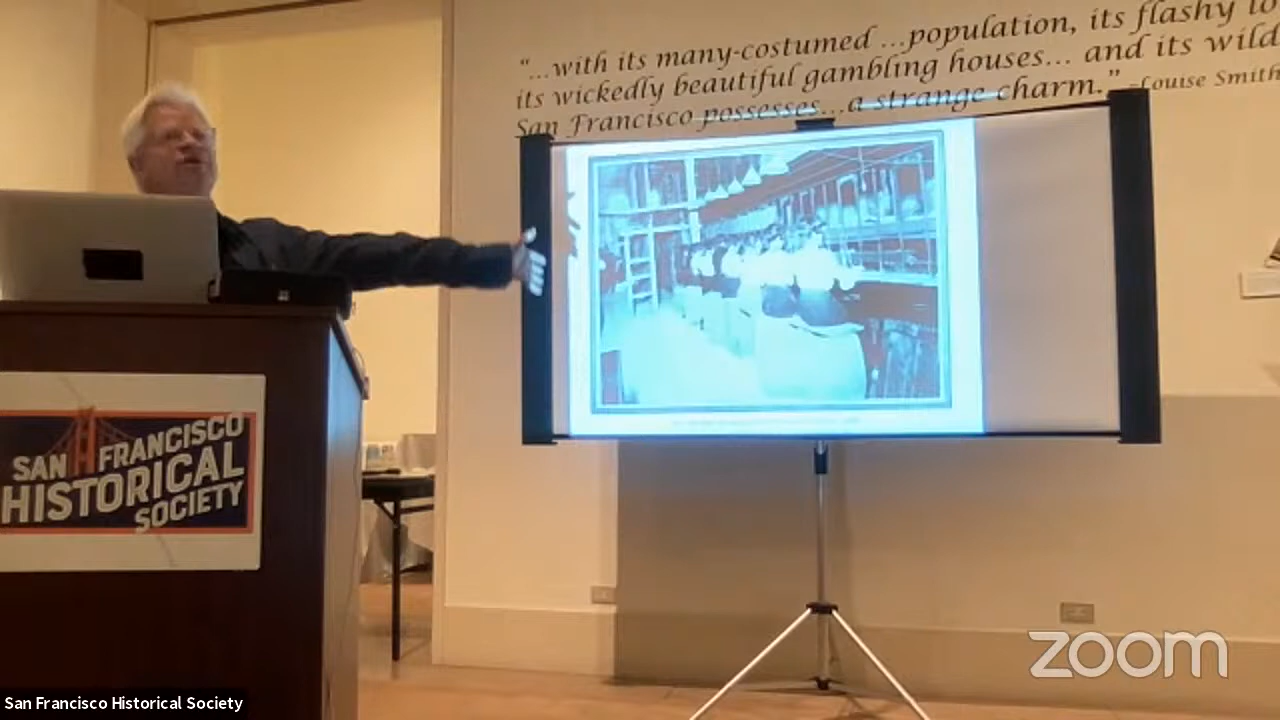 "...with its many-costumed ...population, its flashy
its wickedly beautiful gambling houses... and its wild
San Francisco possesses...a strange charm." -Louise Smith
SAN FRANCISCO
HISTORICAL
SOCIETY
zoom
San Francisco Historical Society